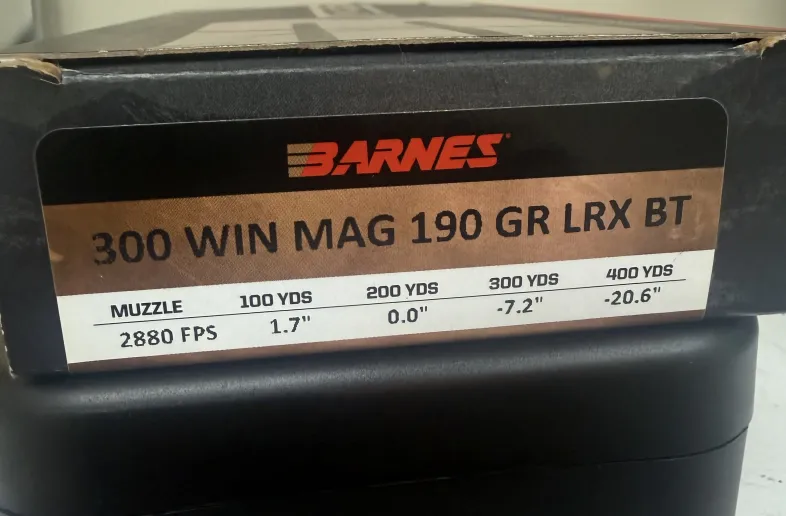 BARNES
300 WIN MAG 190 GR LRX BT
MUZZLE 100 YDS 200 YDS 300 YDS 400 YDS
2880 FPS 1.7" 0.0" -7.2" -20.6"